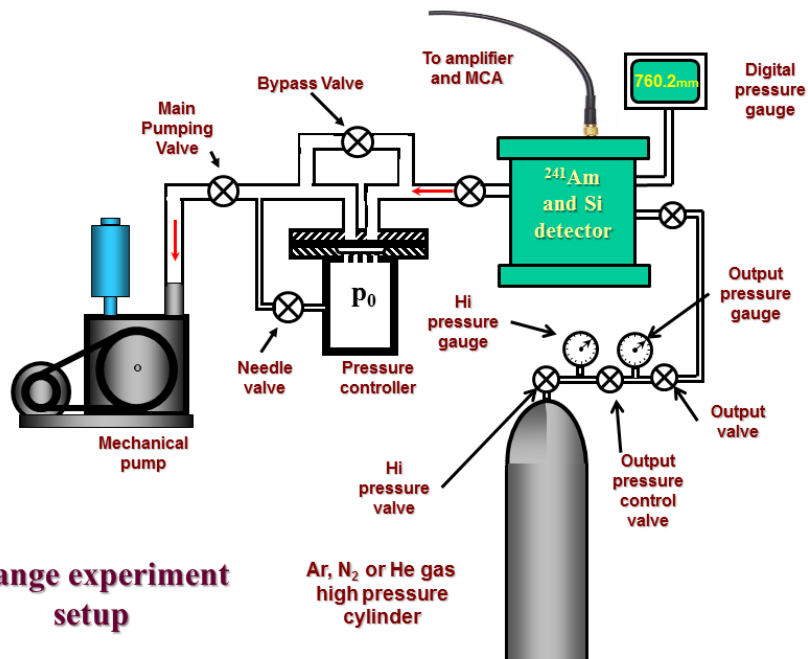 To amplifier
and MCA
760.2mm
Digital
pressure
gauge
Bypass Valve
Main
Pumping
Valve
²⁴¹Am
and Si
detector
p₀
Hi
pressure
gauge
Output
pressure
gauge
Needle
valve
Pressure
controller
Mechanical
pump
Hi
pressure
valve
Output
pressure
control
valve
Output
valve
ange experiment
setup
Ar, N₂ or He gas
high pressure
cylinder